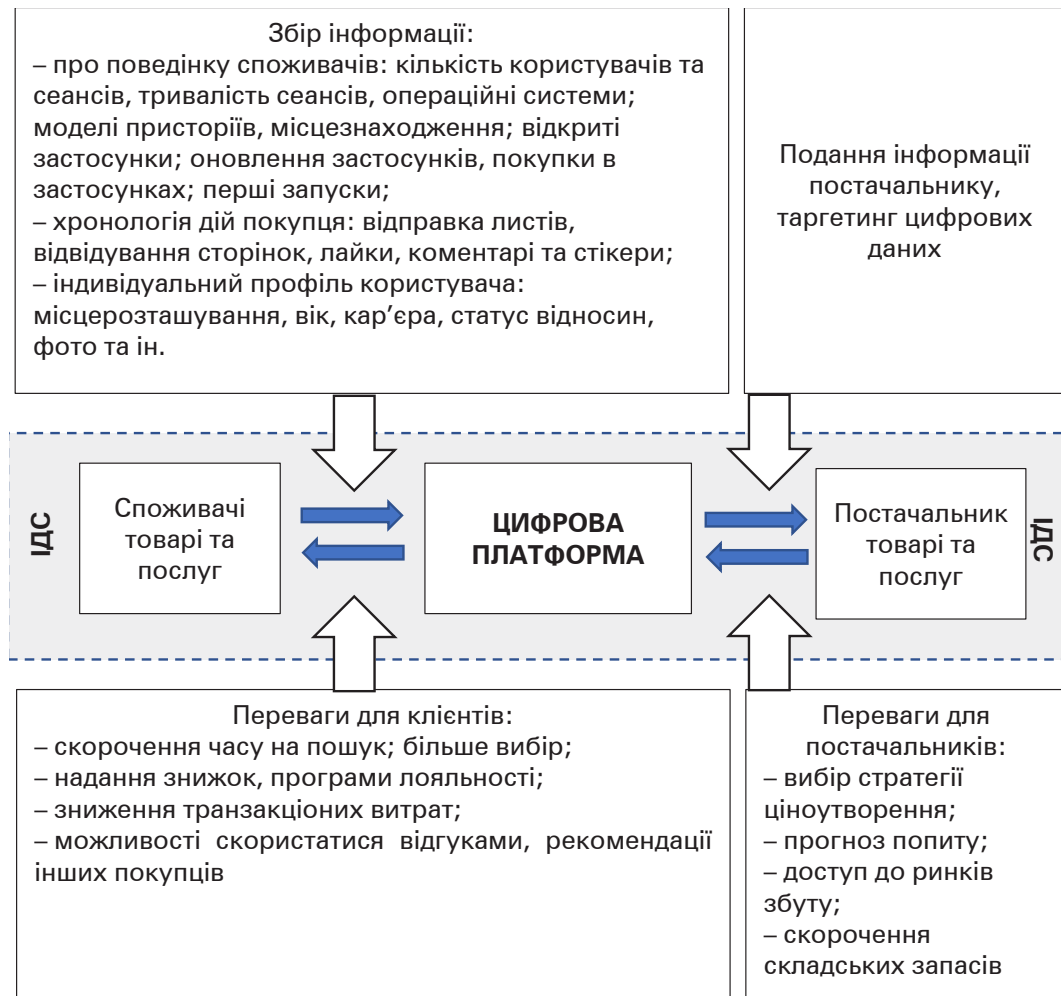 Збір інформації:
– про поведінку споживачів: кількість користувачів та
сеансів, тривалість сеансів, операційні системи;
моделі присторіїв, місцезнаходження; відкриті
застосунки; оновлення застосунків, покупки в
застосунках; перші запуски;
– хронологія дій покупця: відправка листів,
відвідування сторінок, лайки, коментарі та стікери;
– індивідуальний профіль користувача:
місцерозташування, вік, кар’єра, статус відносин,
фото та ін.
Подання інформації
постачальнику,
таргетинг цифрових
даних
ІДС
Споживачі
товарі та
послуг
ЦИФРОВА
ПЛАТФОРМА
Постачальник
товарі та
послуг
ІДС
Переваги для клієнтів:
– скорочення часу на пошук; більше вибір;
– надання знижок, програми лояльності;
– зниження транзакціоних витрат;
– можливості скористатися відгуками, рекомендації
інших покупців
Переваги для
постачальників:
– вибір стратегії
ціноутворення;
– прогноз попиту;
– доступ до ринків
збуту;
– скорочення
складських запасів